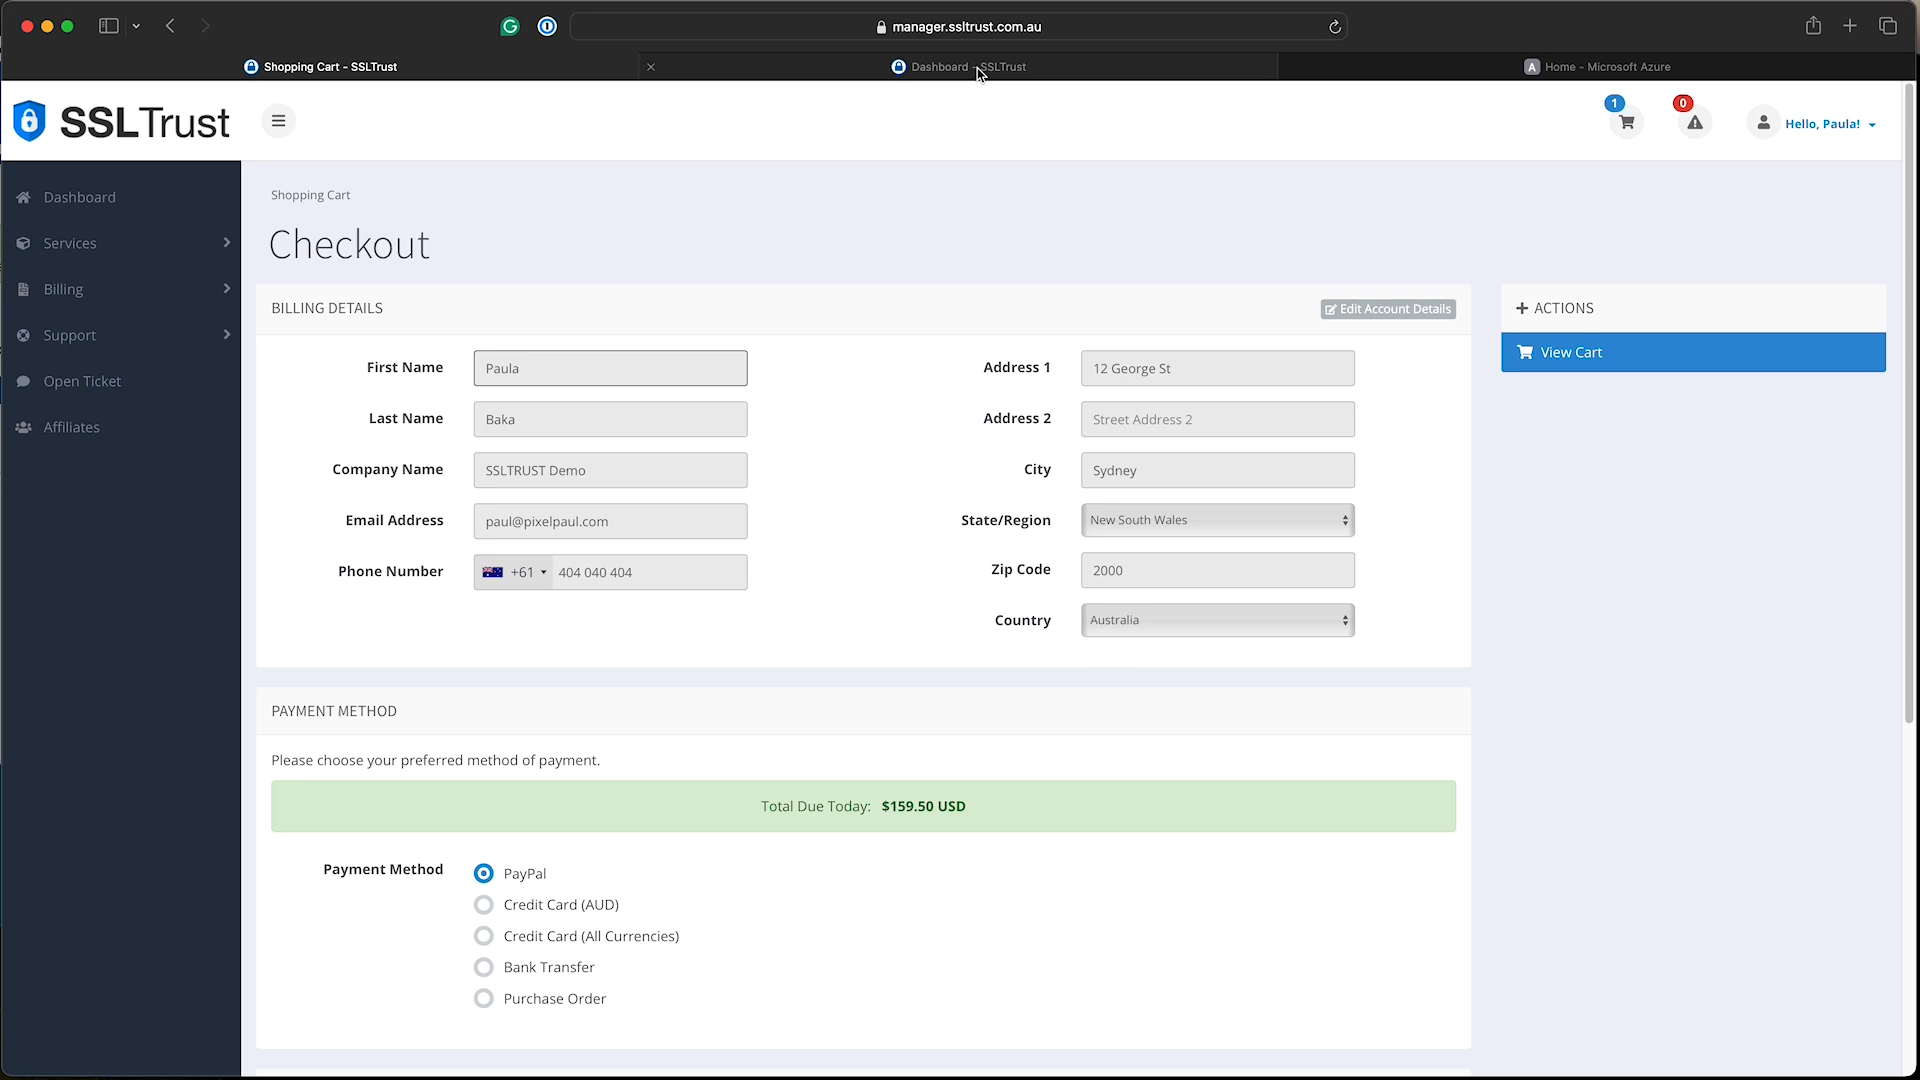 manager.ssltrust.com.au
Shopping Cart - SSLTrust
Dashboard - SSLTrust
A Home - Microsoft Azure
SSLTrust
1
0
Hello, Paula!
Dashboard
Services
Billing
Support
Open Ticket
Affiliates
Shopping Cart
Checkout
BILLING DETAILS
Edit Account Details
First Name Paula
Last Name Baka
Company Name SSLTRUST Demo
Email Address paul@pixelpaul.com
Phone Number +61 404 040 404
Address 1 12 George St
Address 2 Street Address 2
City Sydney
State/Region New South Wales
Zip Code 2000
Country Australia
ACTIONS
View Cart
PAYMENT METHOD
Please choose your preferred method of payment.
Total Due Today: $159.50 USD
Payment Method
PayPal
Credit Card (AUD)
Credit Card (All Currencies)
Bank Transfer
Purchase Order